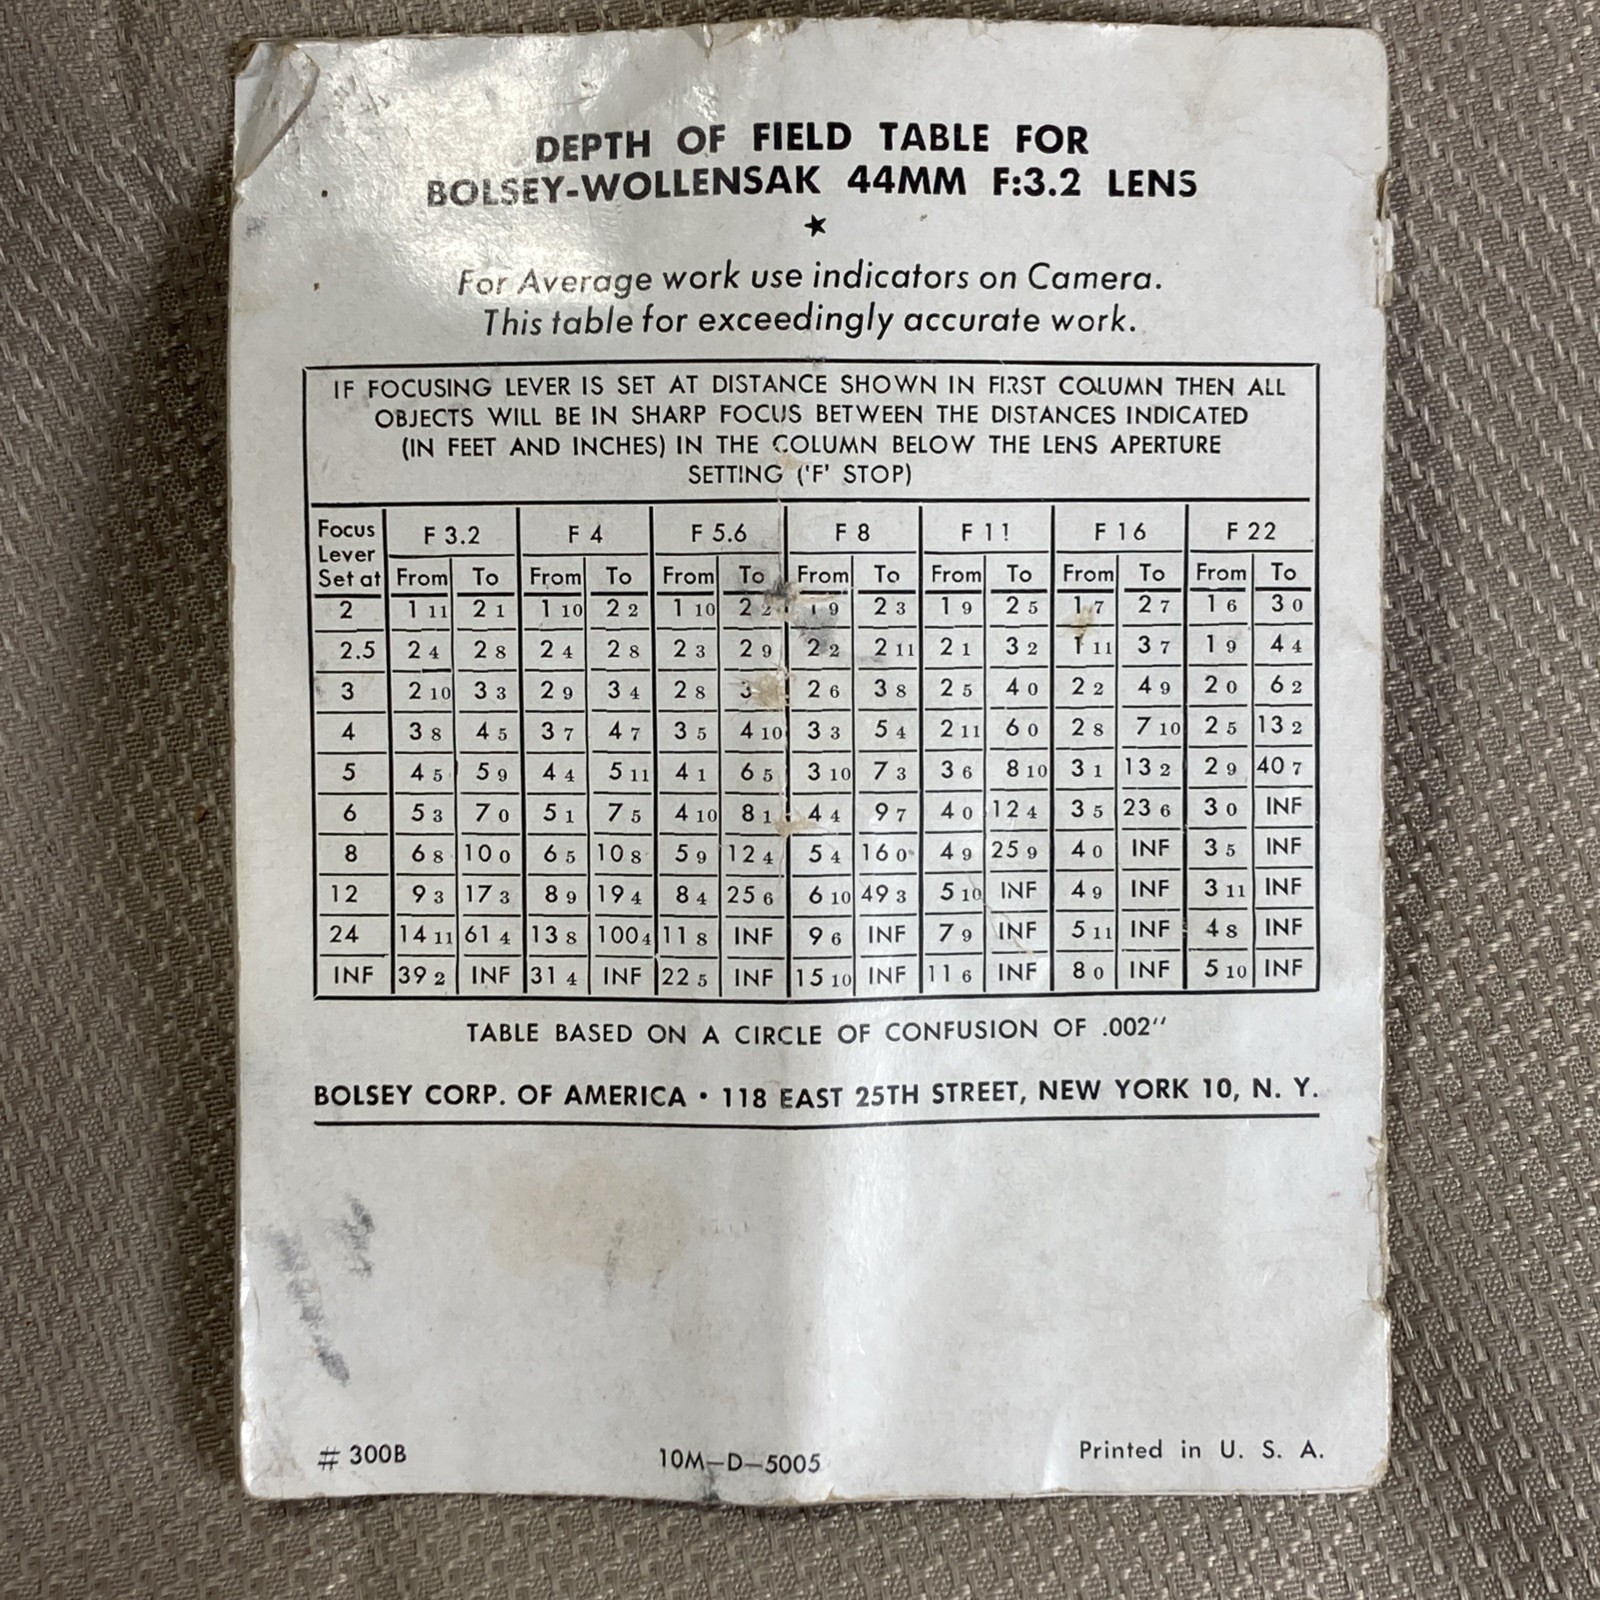 DEPTH OF FIELD TABLE FOR
BOLSEY-WOLLENSAK 44MM F:3.2 LENS
★
For Average work use indicators on Camera.
This table for exceedingly accurate work.
IF FOCUSING LEVER IS SET AT DISTANCE SHOWN IN FIRST COLUMN THEN ALL
OBJECTS WILL BE IN SHARP FOCUS BETWEEN THE DISTANCES INDICATED
(IN FEET AND INCHES) IN THE COLUMN BELOW THE LENS APERTURE
SETTING ('F' STOP)
Focus Lever Set at F 3.2 F 4 F 5.6 F 8 F 11 F 16 F 22
From To From To From To From To From To From To From To
2 1 11 2 1 1 10 2 2 1 10 2 2 1 9 2 3 1 9 2 5 1 7 2 7 1 6 3 0
2.5 2 4 2 8 2 4 2 8 2 3 2 9 2 2 2 11 2 1 3 2 1 11 3 7 1 9 4 4
3 2 10 3 3 2 9 3 4 2 8 3 2 6 3 8 2 5 4 0 2 2 4 9 2 0 6 2
4 3 8 4 5 3 7 4 7 3 5 4 10 3 3 5 4 2 11 6 0 2 8 7 10 2 5 13 2
5 4 5 5 9 4 4 5 11 4 1 6 5 3 10 7 3 3 6 8 10 3 1 13 2 2 9 40 7
6 5 3 7 0 5 1 7 5 4 10 8 1 4 4 9 7 4 0 12 4 3 5 23 6 3 0 INF
8 6 8 10 0 6 5 10 8 5 9 12 4 5 4 16 0 4 9 25 9 4 0 INF 3 5 INF
12 9 3 17 3 8 9 19 4 8 4 25 6 6 10 49 3 5 10 INF 4 9 INF 3 11 INF
24 14 11 61 4 13 8 100 4 11 8 INF 9 6 INF 7 9 INF 5 11 INF 4 8 INF
INF 39 2 INF 31 4 INF 22 5 INF 15 10 INF 11 6 INF 8 0 INF 5 10 INF
TABLE BASED ON A CIRCLE OF CONFUSION OF .002"
BOLSEY CORP. OF AMERICA • 118 EAST 25TH STREET, NEW YORK 10, N. Y.
# 300B 10M—D—5005 Printed in U. S. A.